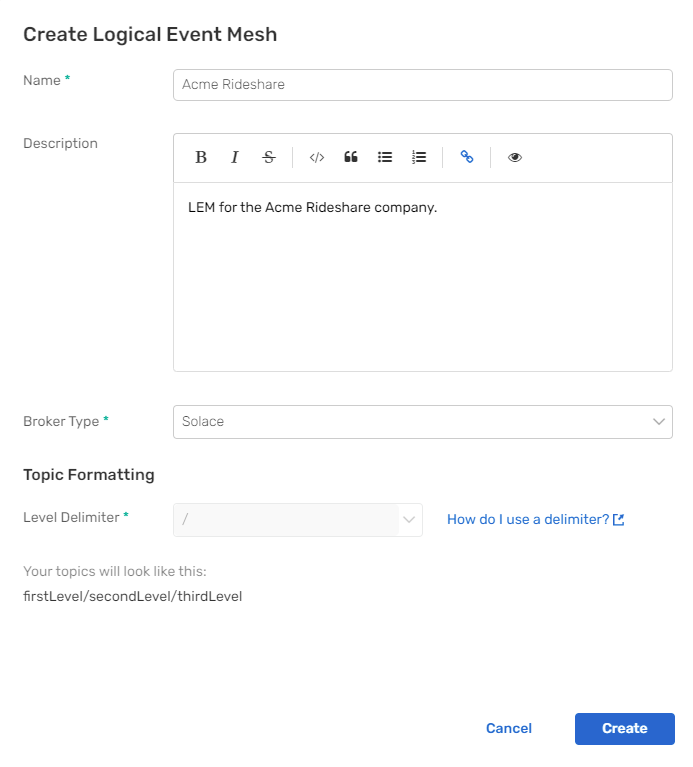 Create Logical Event Mesh
Name *
Acme Rideshare
Description
B I S </>
LEM for the Acme Rideshare company.
Broker Type *
Solace
Topic Formatting
Level Delimiter *
/
How do I use a delimiter?
Your topics will look like this:
firstLevel/secondLevel/thirdLevel
Cancel
Create